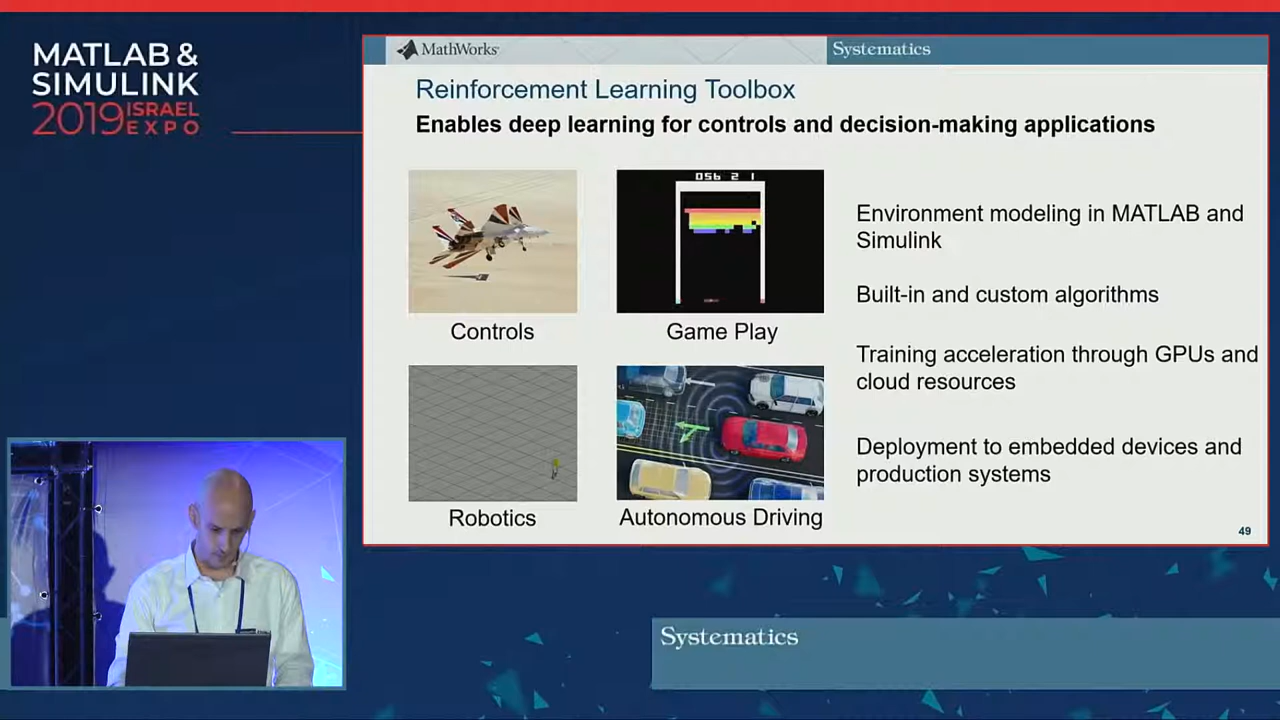 MATLAB &
SIMULINK
2019 ISRAEL
EXPO
MathWorks
Systematics
Reinforcement Learning Toolbox
Enables deep learning for controls and decision-making applications
056 2 1
Controls
Game Play
Robotics
Autonomous Driving
Environment modeling in MATLAB and
Simulink
Built-in and custom algorithms
Training acceleration through GPUs and
cloud resources
Deployment to embedded devices and
production systems
49
Systematics